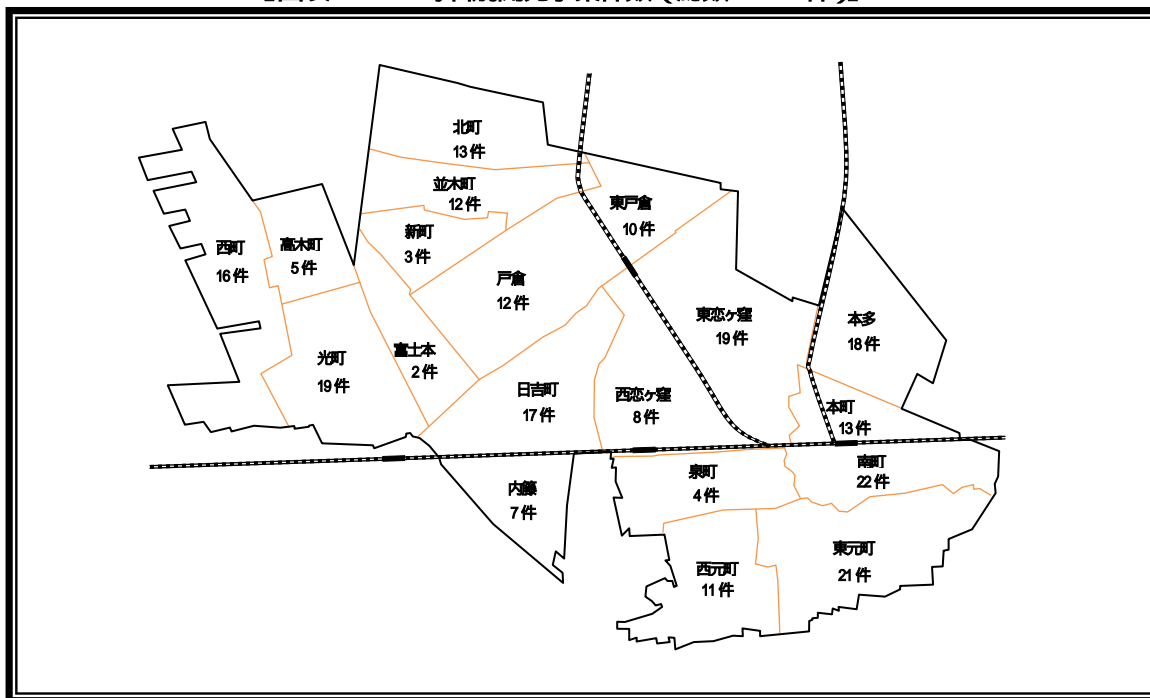 北町
13件
並木町
12件
東戸倉
10件
新町
3件
高木町
5件
西町
16件
戸倉
12件
東恋ヶ窪
19件
本多
18件
光町
19件
富士本
2件
日吉町
17件
西恋ヶ窪
8件
本町
13件
南町
22件
泉町
4件
内藤
7件
東元町
21件
西元町
11件